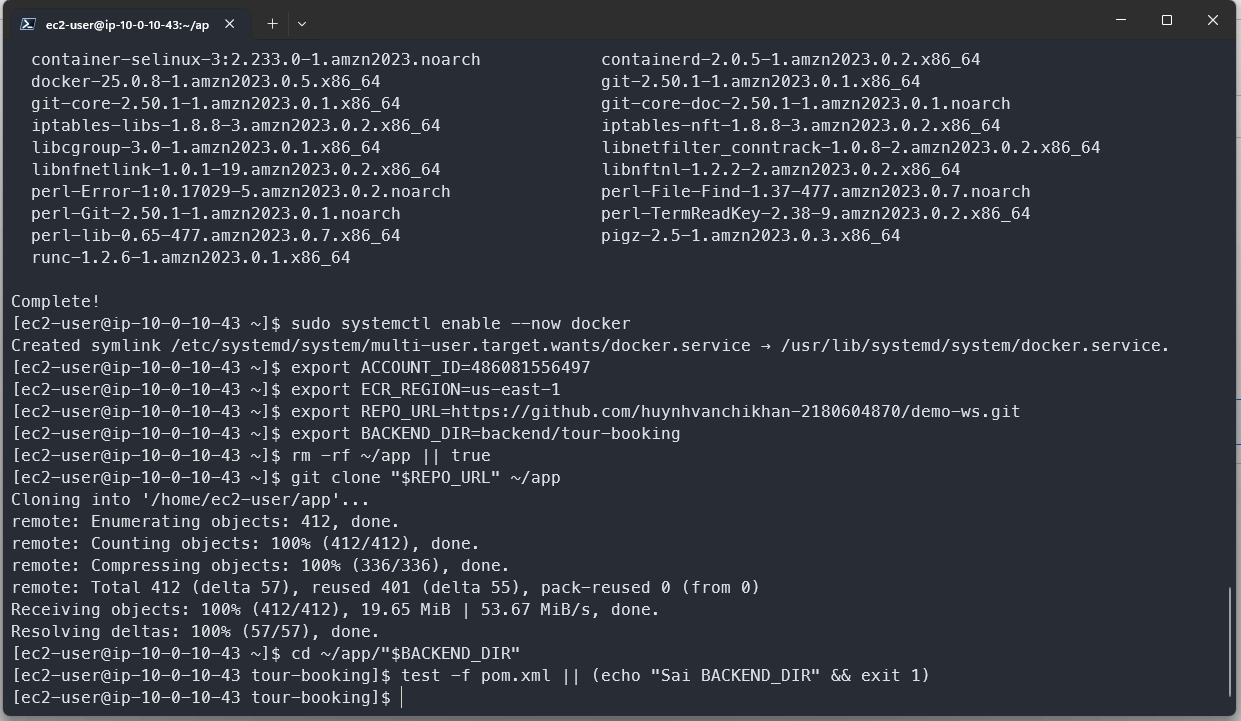 ec2-user@ip-10-0-10-43:~/ap
container-selinux-3:2.233.0-1.amzn2023.noarch containerd-2.0.5-1.amzn2023.0.2.x86_64
docker-25.0.8-1.amzn2023.0.5.x86_64 git-2.50.1-1.amzn2023.0.1.x86_64
git-core-2.50.1-1.amzn2023.0.1.x86_64 git-core-doc-2.50.1-1.amzn2023.0.1.noarch
iptables-libs-1.8.8-3.amzn2023.0.2.x86_64 iptables-nft-1.8.8-3.amzn2023.0.2.x86_64
libcgroup-3.0-1.amzn2023.0.1.x86_64 libnetfilter_conntrack-1.0.8-2.amzn2023.0.2.x86_64
libnfnetlink-1.0.1-19.amzn2023.0.2.x86_64 libnftnl-1.2.2-2.amzn2023.0.2.x86_64
perl-Error-1:0.17029-5.amzn2023.0.2.noarch perl-File-Find-1.37-477.amzn2023.0.7.noarch
perl-Git-2.50.1-1.amzn2023.0.1.noarch perl-TermReadKey-2.38-9.amzn2023.0.2.x86_64
perl-lib-0.65-477.amzn2023.0.7.x86_64 pigz-2.5-1.amzn2023.0.3.x86_64
runc-1.2.6-1.amzn2023.0.1.x86_64
Complete!
[ec2-user@ip-10-0-10-43 ~]$ sudo systemctl enable --now docker
Created symlink /etc/systemd/system/multi-user.target.wants/docker.service → /usr/lib/systemd/system/docker.service.
[ec2-user@ip-10-0-10-43 ~]$ export ACCOUNT_ID=486081556497
[ec2-user@ip-10-0-10-43 ~]$ export ECR_REGION=us-east-1
[ec2-user@ip-10-0-10-43 ~]$ export REPO_URL=https://github.com/huynhvanchikhan-2180604870/demo-ws.git
[ec2-user@ip-10-0-10-43 ~]$ export BACKEND_DIR=backend/tour-booking
[ec2-user@ip-10-0-10-43 ~]$ rm -rf ~/app || true
[ec2-user@ip-10-0-10-43 ~]$ git clone "$REPO_URL" ~/app
Cloning into '/home/ec2-user/app'...
remote: Enumerating objects: 412, done.
remote: Counting objects: 100% (412/412), done.
remote: Compressing objects: 100% (336/336), done.
remote: Total 412 (delta 57), reused 401 (delta 55), pack-reused 0 (from 0)
Receiving objects: 100% (412/412), 19.65 MiB | 53.67 MiB/s, done.
Resolving deltas: 100% (57/57), done.
[ec2-user@ip-10-0-10-43 ~]$ cd ~/app/"$BACKEND_DIR"
[ec2-user@ip-10-0-10-43 tour-booking]$ test -f pom.xml || (echo "Sai BACKEND_DIR" && exit 1)
[ec2-user@ip-10-0-10-43 tour-booking]$